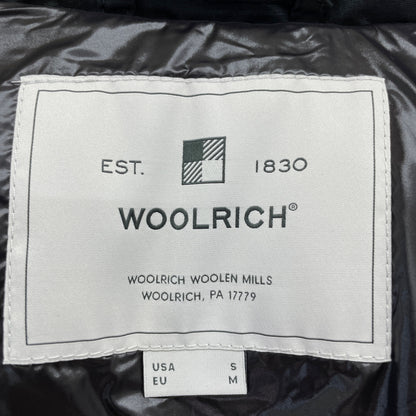 EST. 1830
WOOLRICH®
WOOLRICH WOOLEN MILLS
WOOLRICH, PA 17779
USA S
EU M